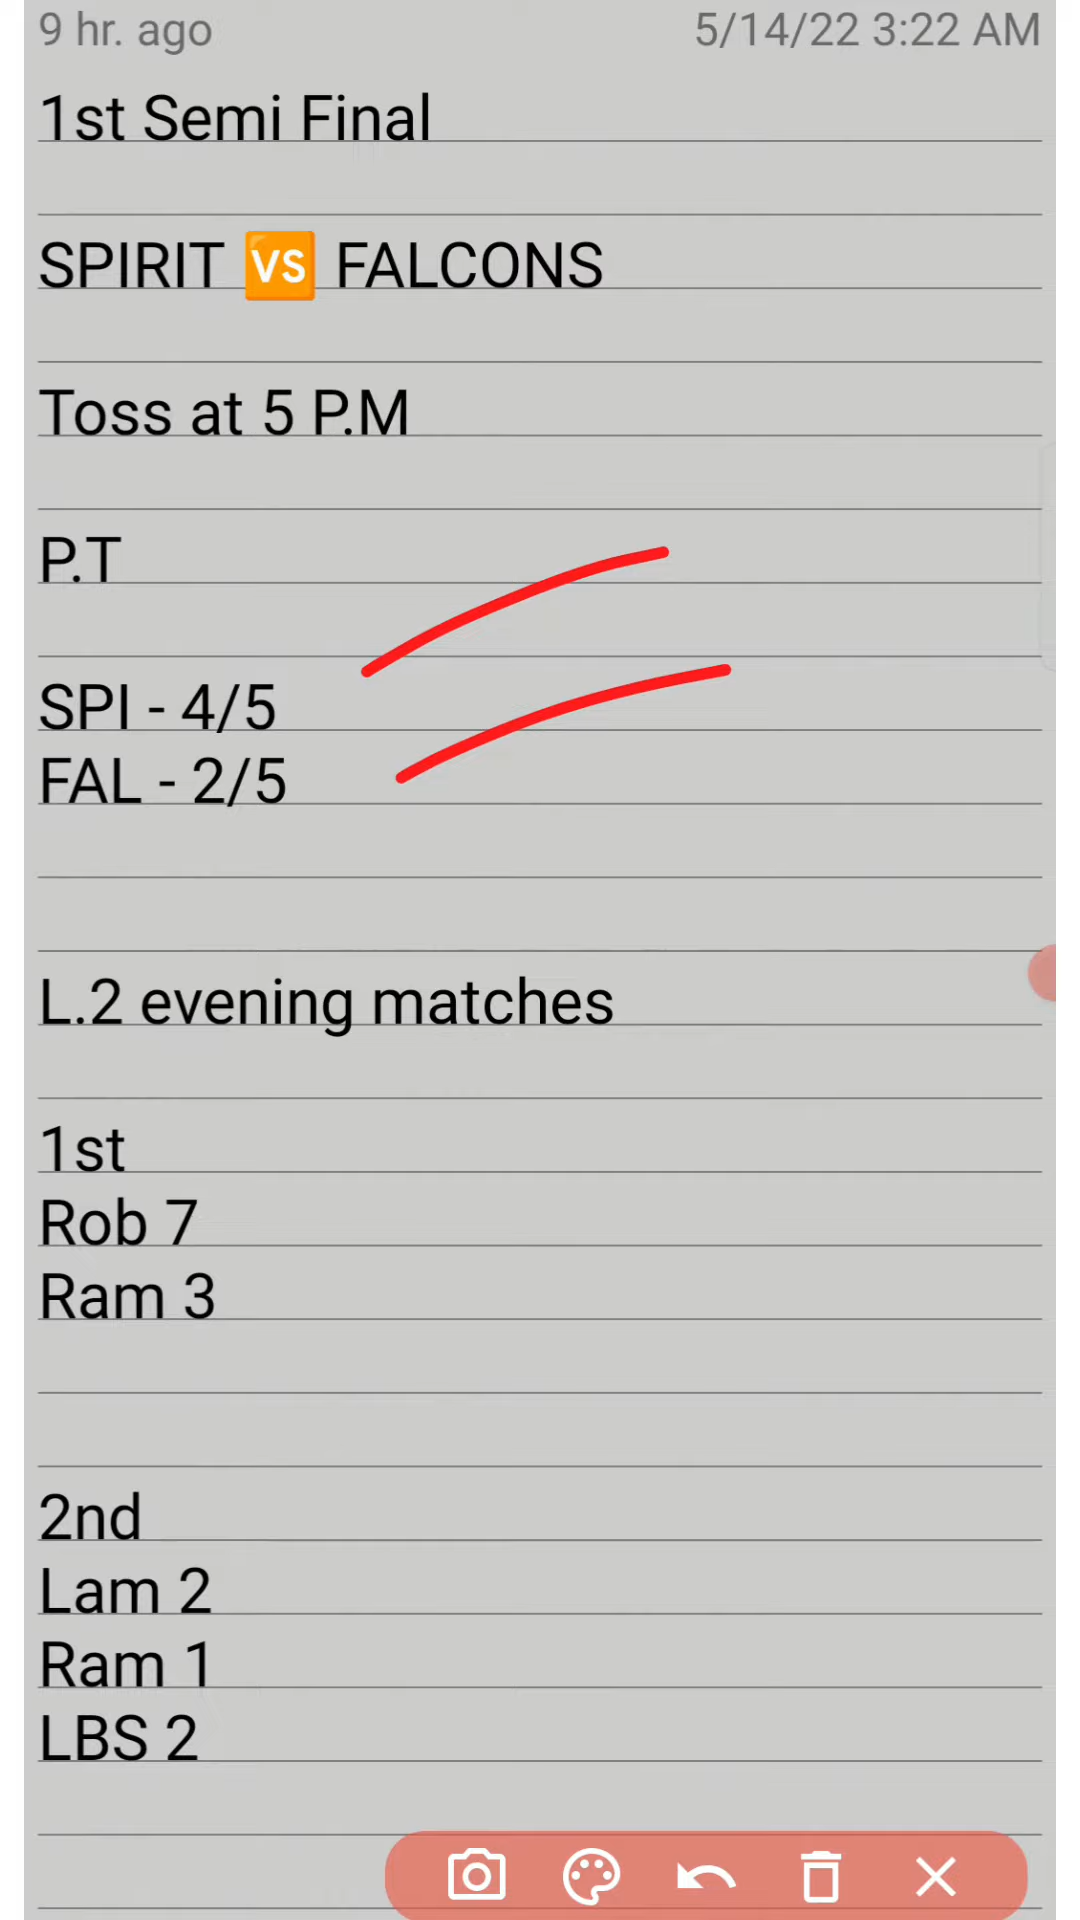 9 hr. ago 5/14/22 3:22 AM
1st Semi Final
SPIRIT 🆚 FALCONS
Toss at 5 P.M
P.T
SPI - 4/5
FAL - 2/5
L.2 evening matches
1st
Rob 7
Ram 3
2nd
Lam 2
Ram 1
LBS 2